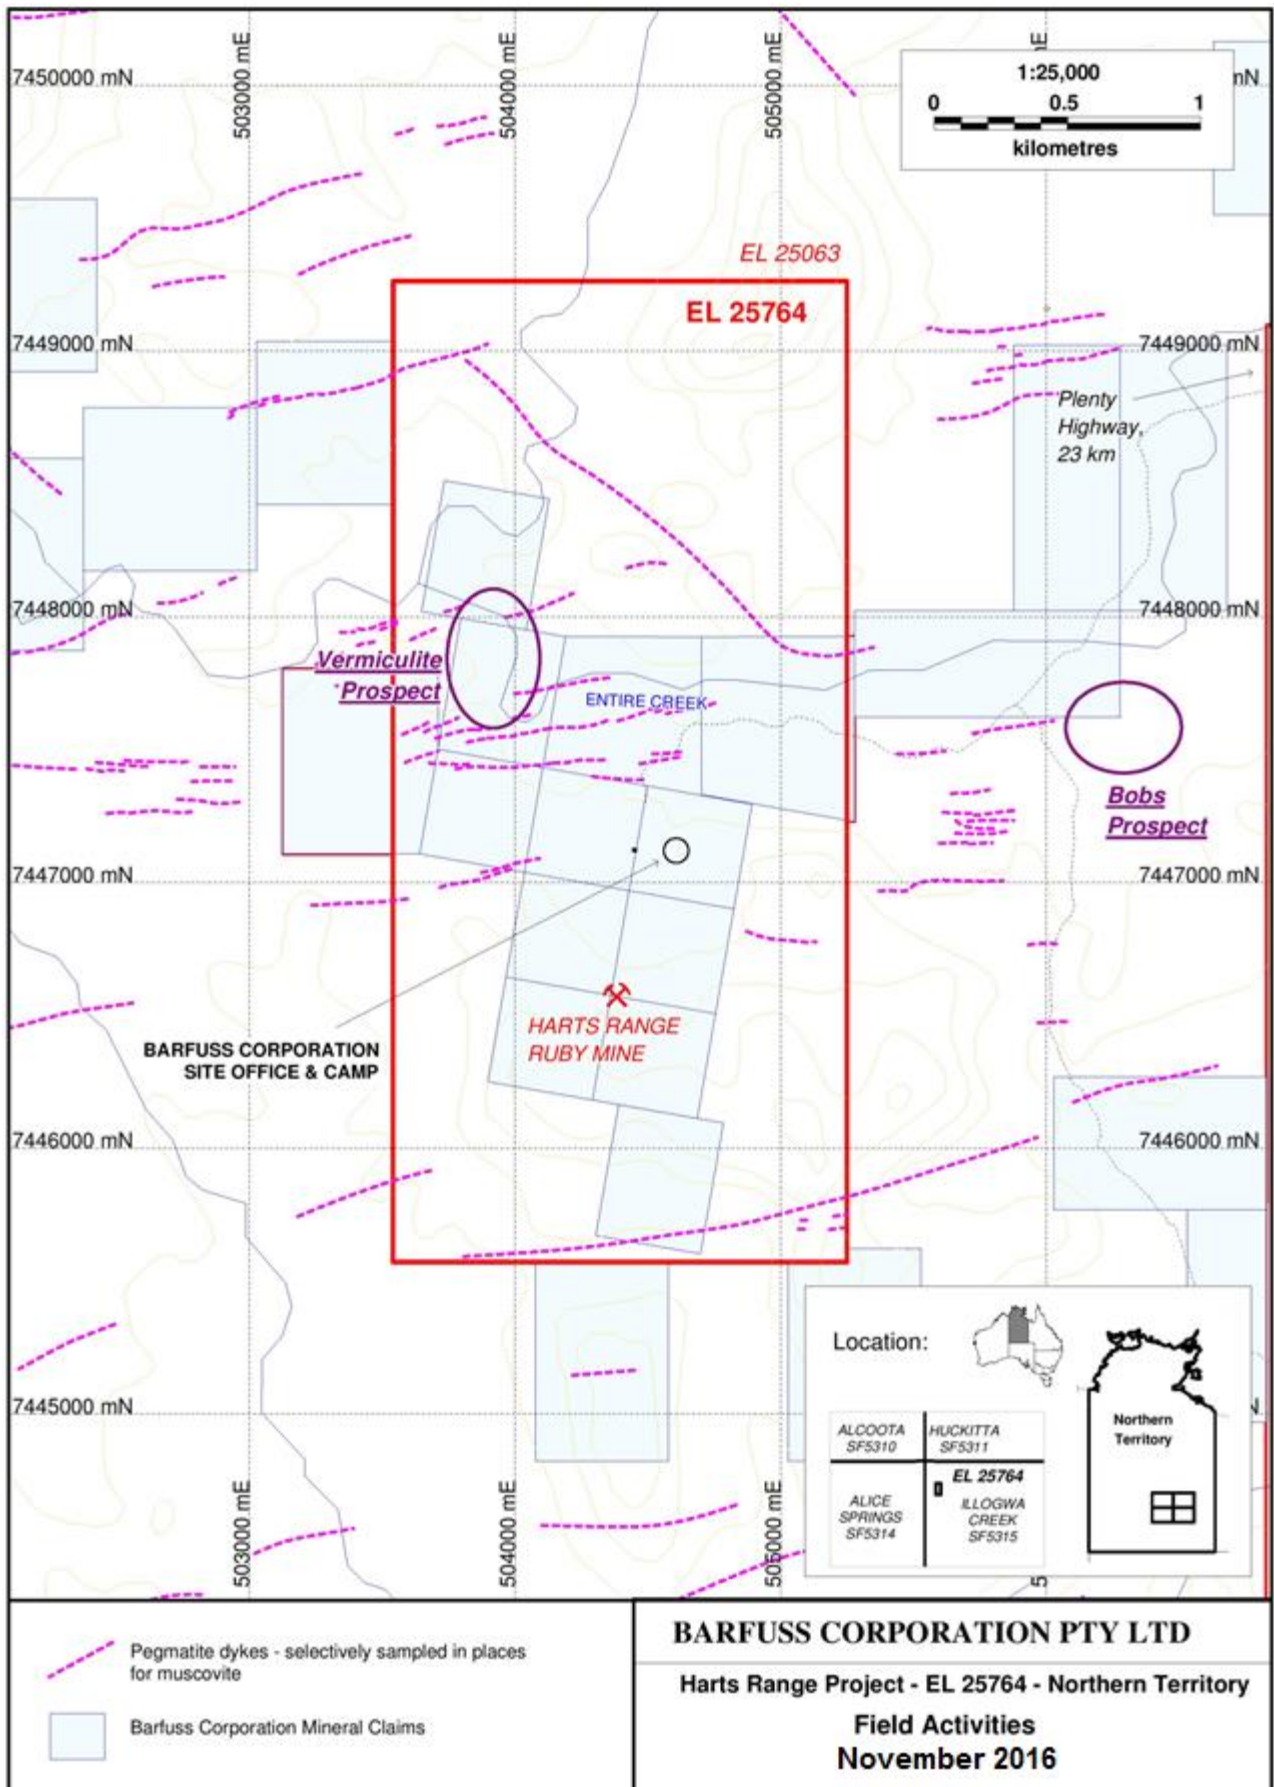 503000 mE
504000 mE
505000 mE
mE
7450000 mN
mN
1:25,000
0 0.5 1
kilometres
EL 25063
EL 25764
7449000 mN
7449000 mN
Plenty
Highway,
23 km
7448000 mN
7448000 mN
Vermiculite
Prospect
ENTIRE CREEK
Bobs
Prospect
7447000 mN
7447000 mN
HARTS RANGE
RUBY MINE
BARFUSS CORPORATION
SITE OFFICE & CAMP
7446000 mN
7446000 mN
7445000 mN
N
503000 mE
504000 mE
505000 mE
5
Location:
ALCOOTA
SF5310
HUCKITTA
SF5311
EL 25764
ALICE
SPRINGS
SF5314
ILLOGWA
CREEK
SF5315
Northern
Territory
Pegmatite dykes - selectively sampled in places
for muscovite
Barfuss Corporation Mineral Claims
BARFUSS CORPORATION PTY LTD
Harts Range Project - EL 25764 - Northern Territory
Field Activities
November 2016